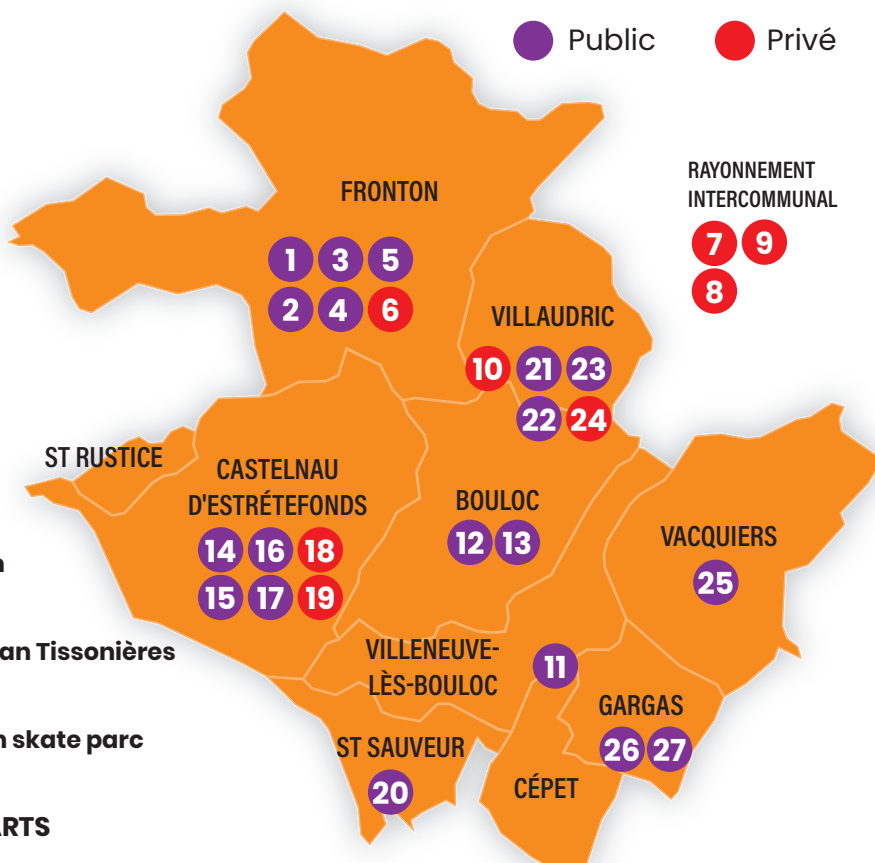 Public Privé
RAYONNEMENT
INTERCOMMUNAL
7 9
8
FRONTON
1 3 5
2 4 6
VILLAUDRIC
10 21 23
22 24
ST RUSTICE
CASTELNAU
D'ESTRÉTEFONDS
14 16 18
15 17 19
BOULOC
12 13
VACQUIERS
25
VILLENEUVE-
LÈS-BOULOC
11
GARGAS
26 27
ST SAUVEUR
20
CÉPET
an Tissonières
skate parc